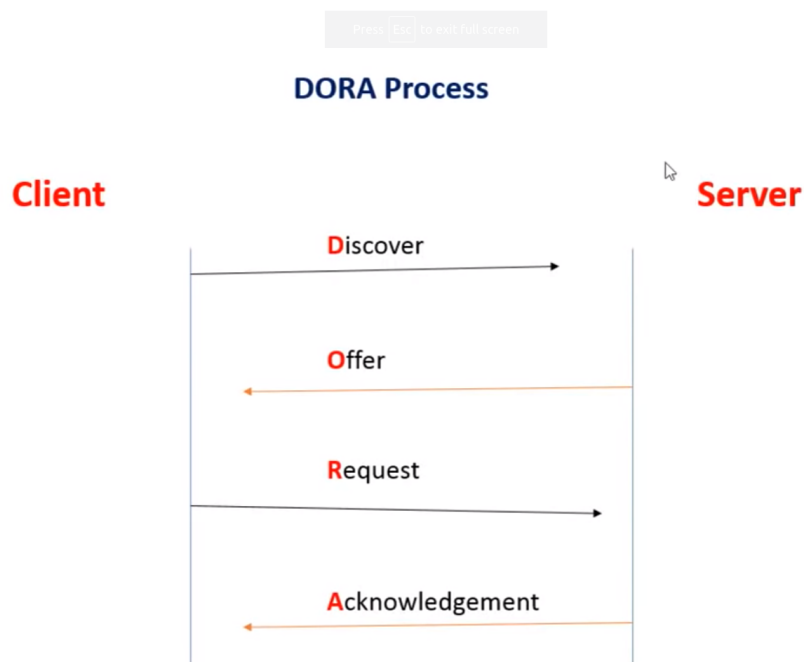 Press Esc to exit full screen
DORA Process
Client
Server
Discover
Offer
Request
Acknowledgement